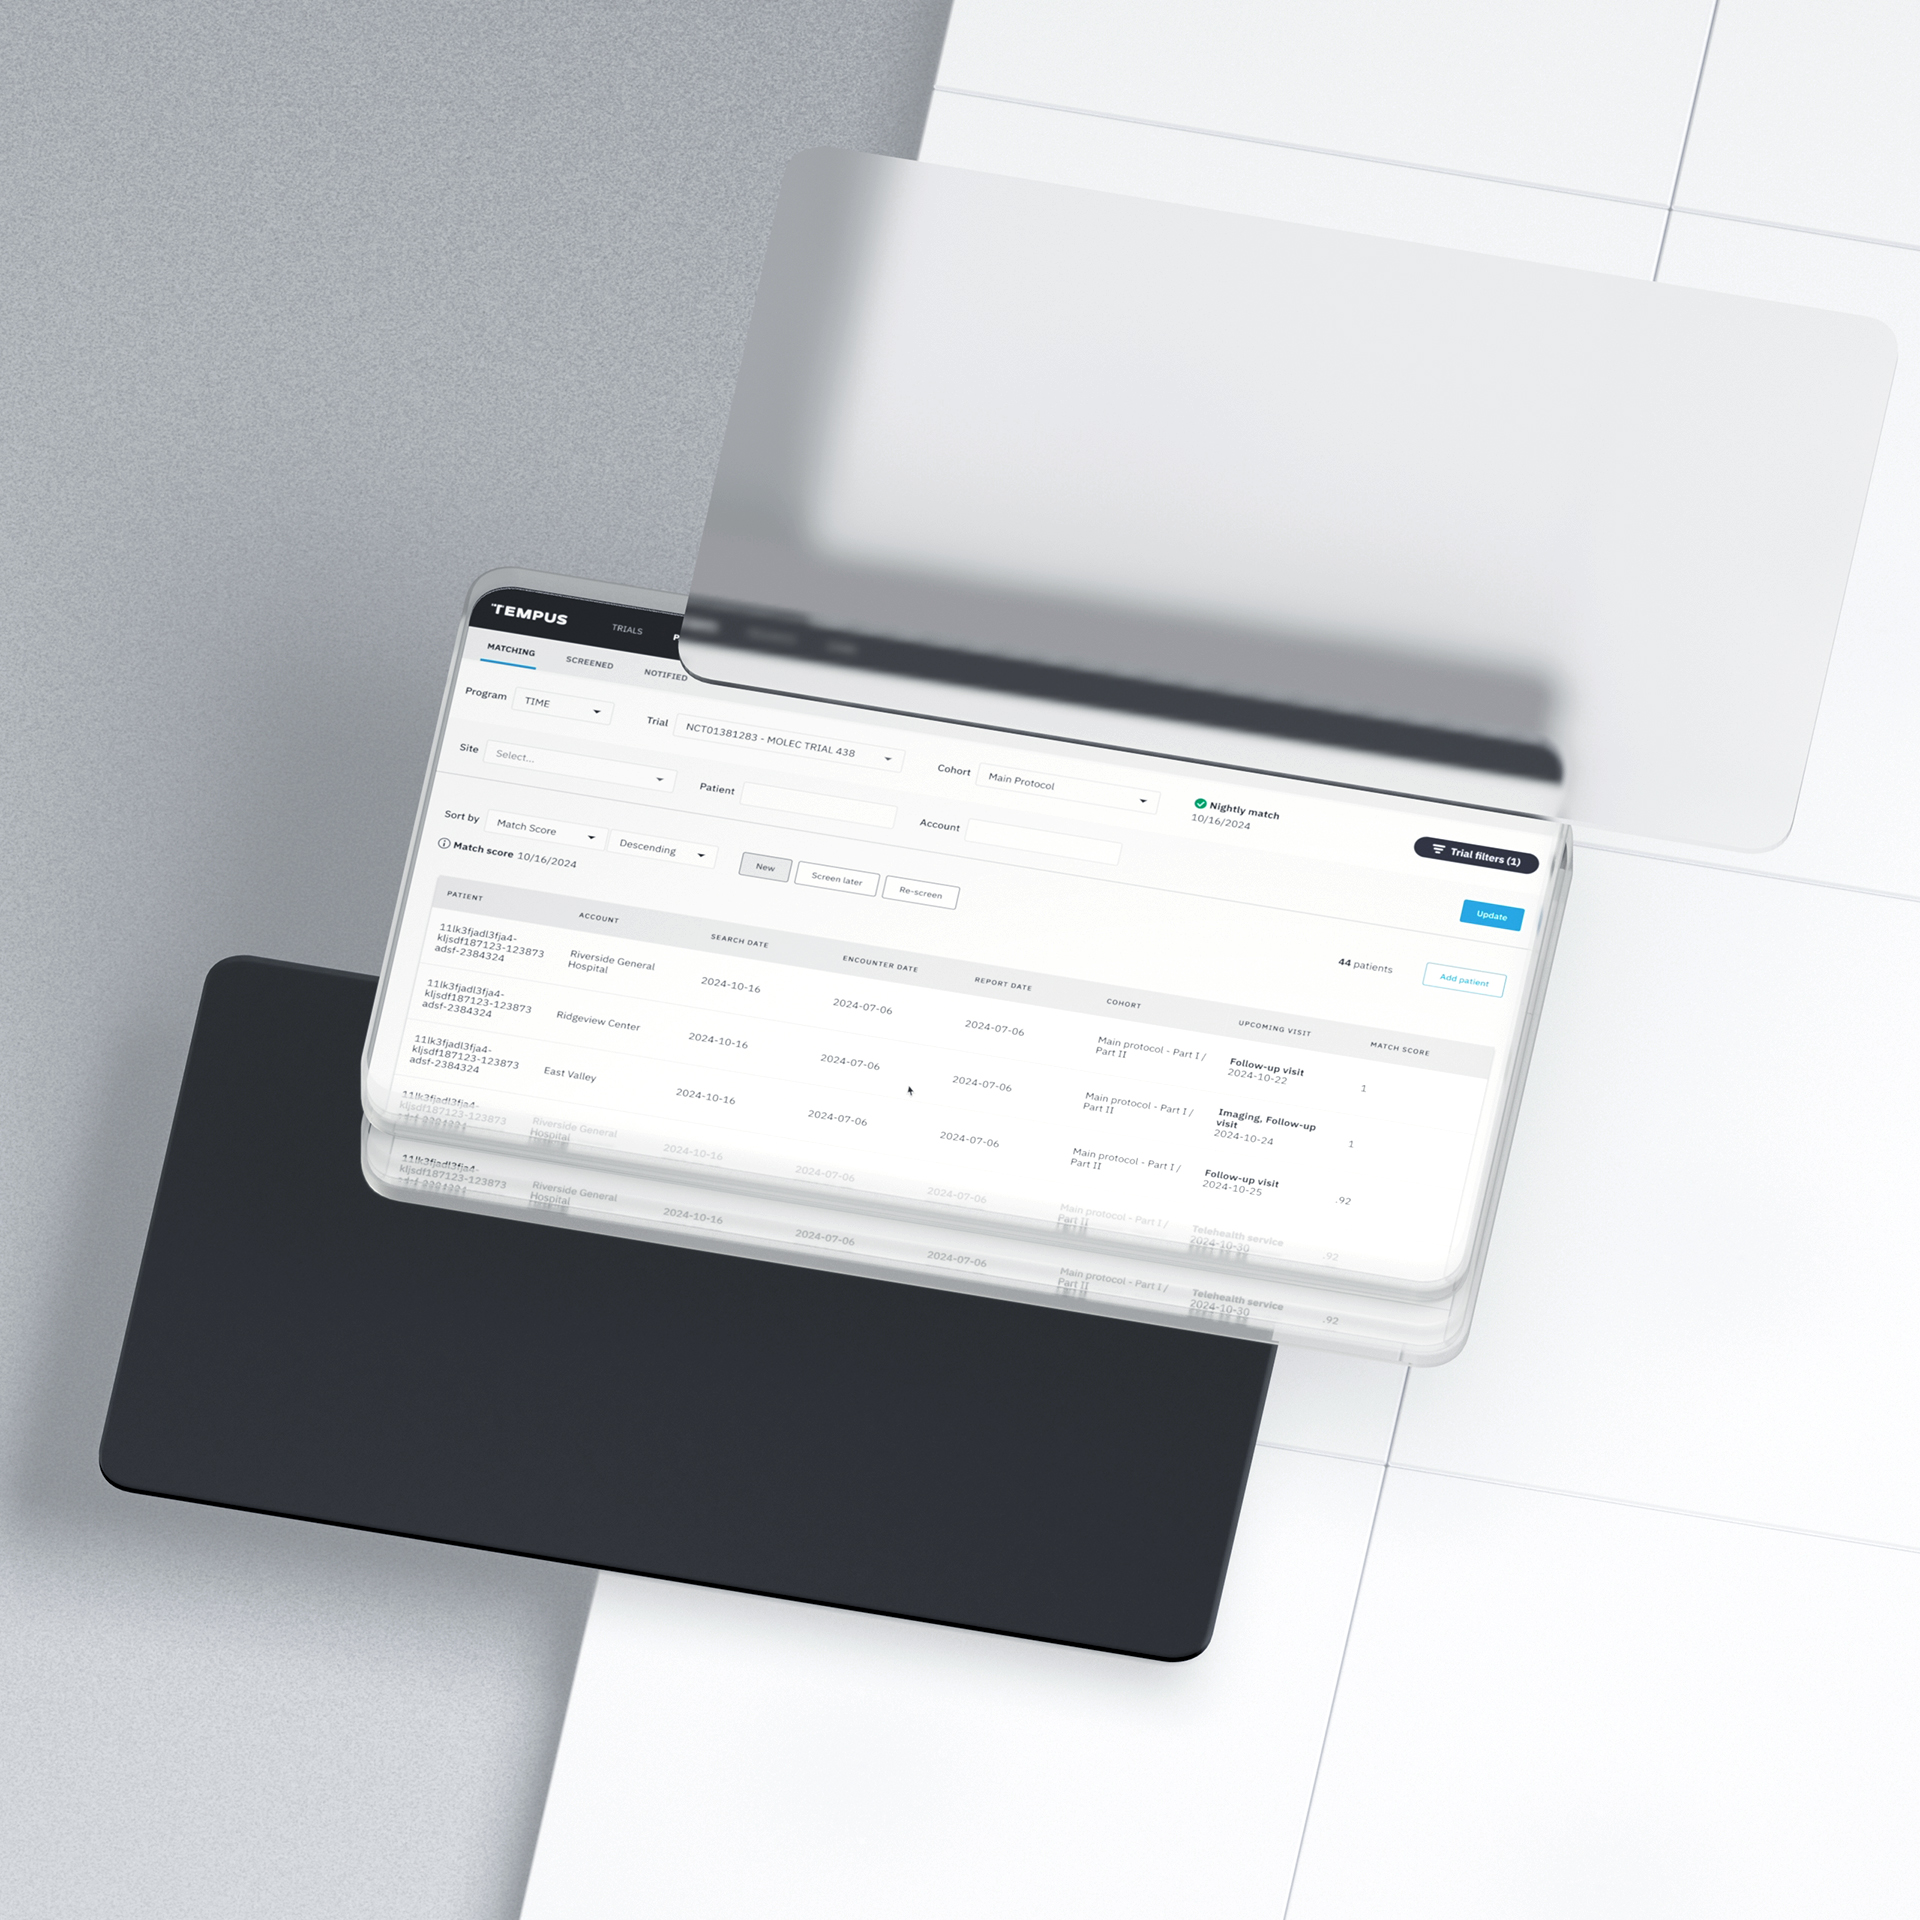 TEMPUS
TRIALS
MATCHING SCREENED NOTIFIED
Program TIME Trial NCT01381283 - MOLEC TRIAL 438 Cohort Main Protocol
Nightly match
10/16/2024
Trial filters (1)
Site Select... Patient Account
Update
Sort by Match Score Descending New Screen later Re-screen
Match score 10/16/2024
44 patients Add patient
PATIENT ACCOUNT SEARCH DATE ENCOUNTER DATE REPORT DATE COHORT UPCOMING VISIT MATCH SCORE
11lk3fjadl3fja4-
kljsdf187123-123873
adsf-2384324
Riverside General
Hospital
2024-10-16
2024-07-06
2024-07-06
Main protocol - Part I /
Part II
Follow-up visit
2024-10-22
1
11lk3fjadl3fja4-
kljsdf187123-123873
adsf-2384324
Ridgeview Center
2024-10-16
2024-07-06
2024-07-06
Main protocol - Part I /
Part II
Imaging, Follow-up
visit
2024-10-24
1
11lk3fjadl3fja4-
kljsdf187123-123873
adsf-2384324
East Valley
2024-10-16
2024-07-06
2024-07-06
Main protocol - Part I /
Part II
Follow-up visit
2024-10-25
.92
11lk3fjadl3fja4-
kljsdf187123-123873
Riverside General
Hospital
2024-10-16
2024-07-06
2024-07-06
Main protocol - Part I /
Part II
Telehealth service
2024-10-30
.92
11lk3fjadl3fja4-
kljsdf187123-123873
Riverside General
Hospital
2024-10-16
2024-07-06
2024-07-06
Main protocol - Part I /
Part II
Telehealth service
2024-10-30
.92